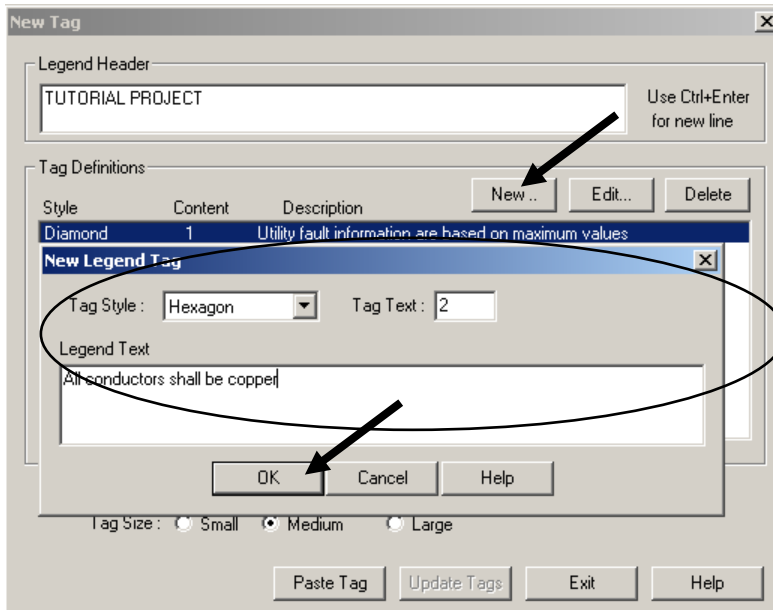 New Tag
Legend Header
TUTORIAL PROJECT
Use Ctrl+Enter
for new line
Tag Definitions
New .. Edit... Delete
Style Content Description
Diamond 1 Utility fault information are based on maximum values
New Legend Tag
Tag Style : Hexagon Tag Text : 2
Legend Text
All conductors shall be copper
OK Cancel Help
Tag Size : Small Medium Large
Paste Tag Update Tags Exit Help